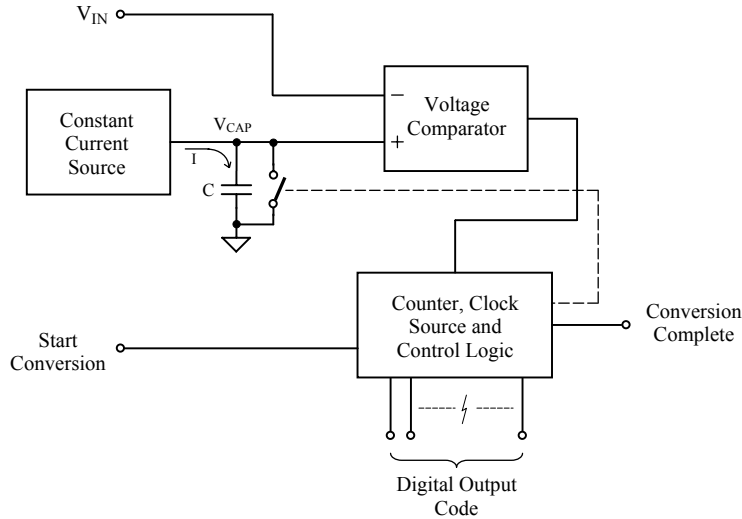 V_IN
Constant
Current
Source
V_CAP
I
C
−
+
Voltage
Comparator
Counter, Clock
Source and
Control Logic
Start
Conversion
Conversion
Complete
Digital Output
Code